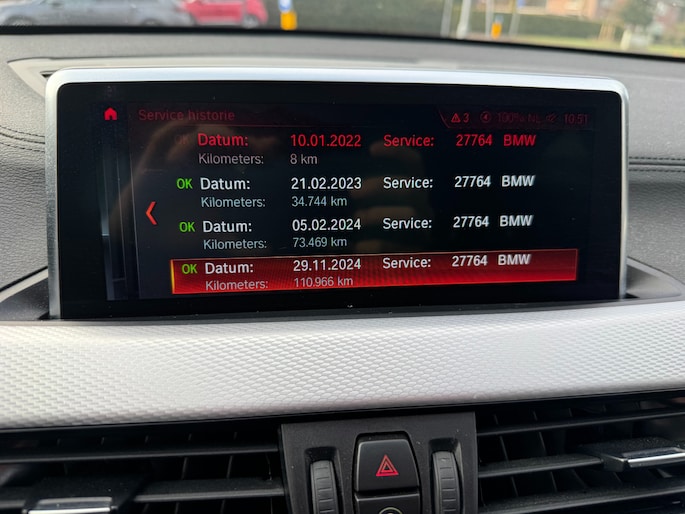 Service historie 3 100% NL 10:51
OK Datum: 10.01.2022 Service: 27764 BMW
Kilometers: 8 km
OK Datum: 21.02.2023 Service: 27764 BMW
Kilometers: 34.744 km
OK Datum: 05.02.2024 Service: 27764 BMW
Kilometers: 73.469 km
OK Datum: 29.11.2024 Service: 27764 BMW
Kilometers: 110.966 km